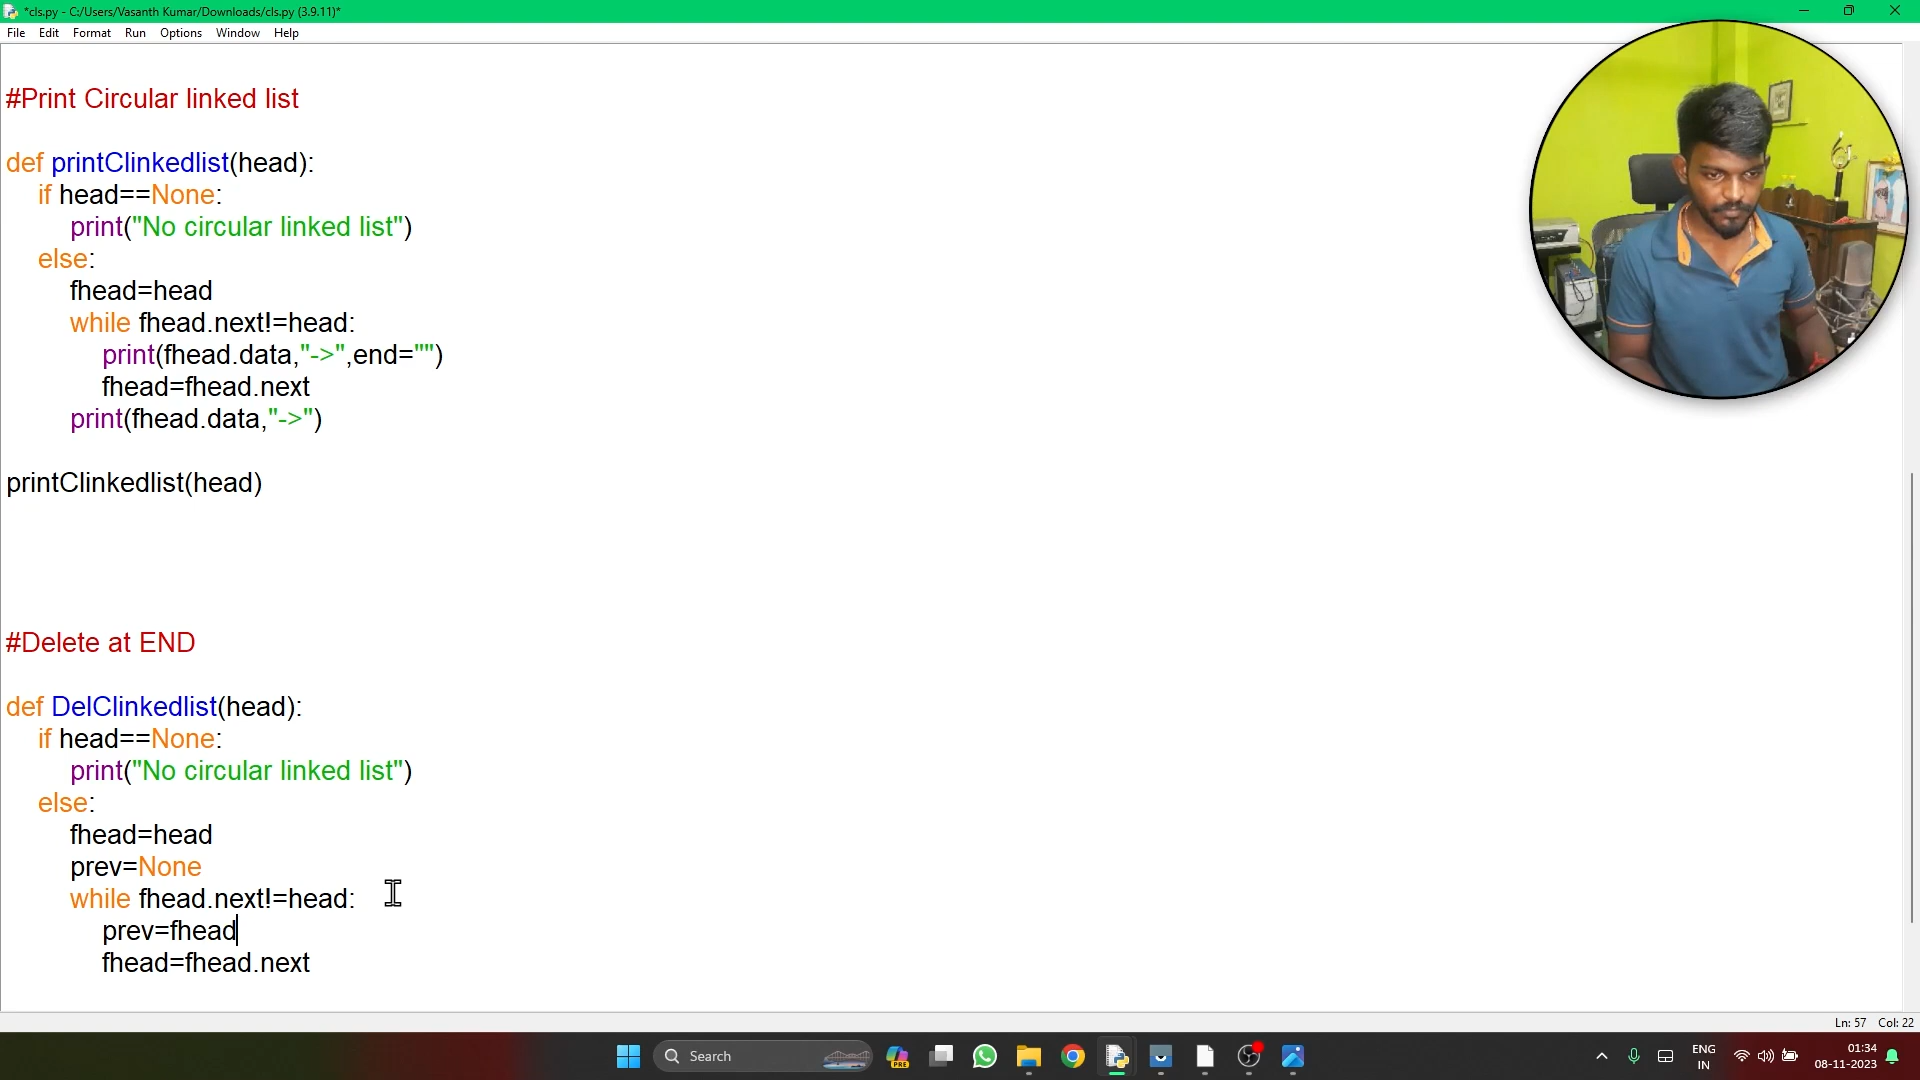 *cls.py - C:/Users/Vasanth Kumar/Downloads/cls.py (3.9.11)*
File Edit Format Run Options Window Help
#Print Circular linked list
def printClinkedlist(head):
if head==None:
print("No circular linked list")
else:
fhead=head
while fhead.next!=head:
print(fhead.data,"->",end="")
fhead=fhead.next
print(fhead.data,"->")
printClinkedlist(head)
#Delete at END
def DelClinkedlist(head):
if head==None:
print("No circular linked list")
else:
fhead=head
prev=None
while fhead.next!=head:
prev=fhead
fhead=fhead.next
Ln: 57 Col: 22
Search
PRE
ENG
IN
01:34
08-11-2023